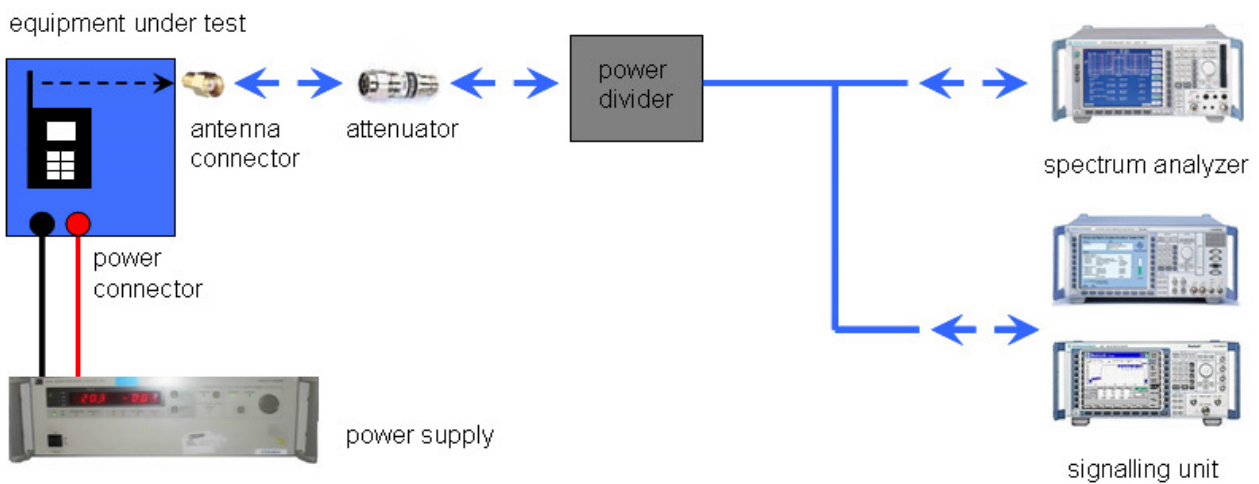 equipment under test
power
divider
antenna
connector
attenuator
spectrum analyzer
power
connector
power supply
signalling unit